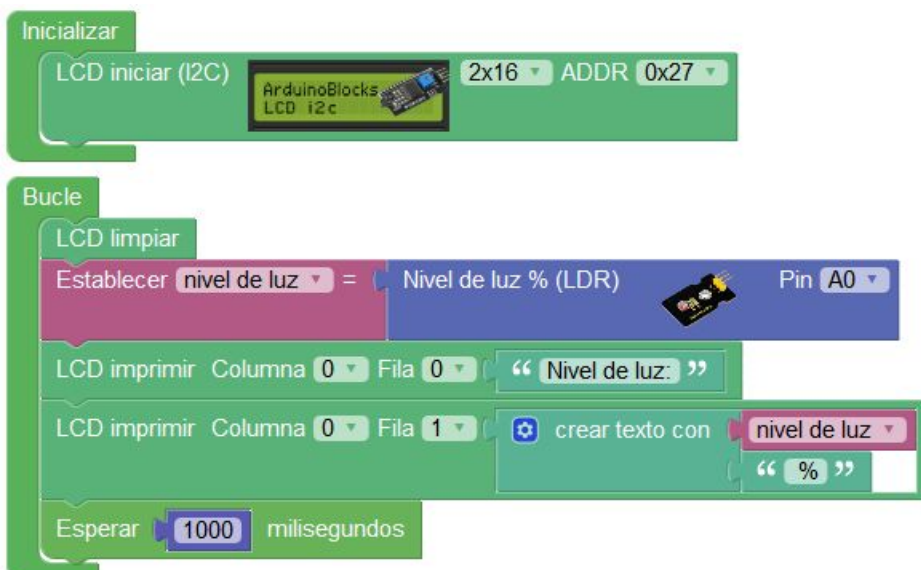 Inicializar
LCD iniciar (I2C) 2x16 ADDR 0x27
ArduinoBlocks
LCD i2c
Bucle
LCD limpiar
Establecer nivel de luz = Nivel de luz % (LDR) Pin A0
LCD imprimir Columna 0 Fila 0 “ Nivel de luz: ”
LCD imprimir Columna 0 Fila 1 crear texto con nivel de luz
“ % ”
Esperar 1000 milisegundos